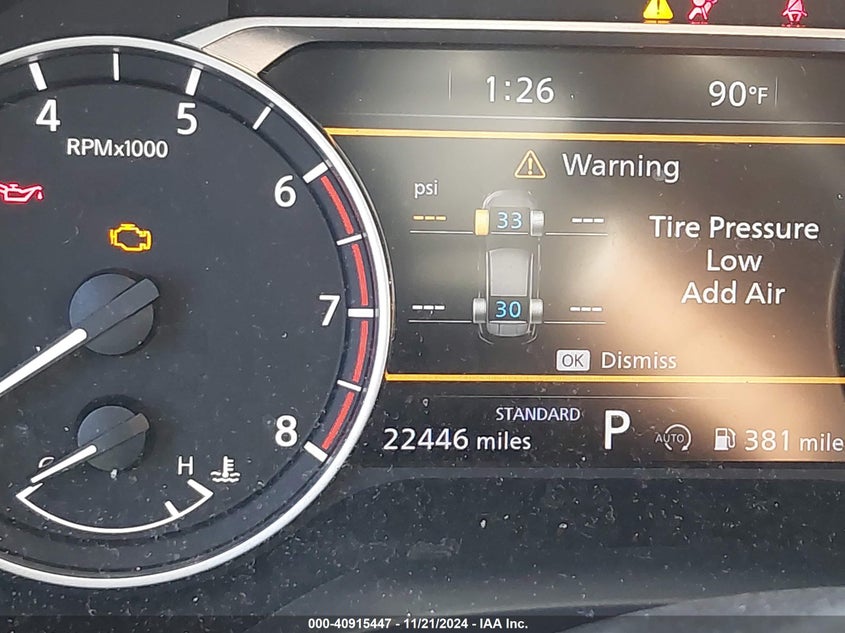 1:26
90°F
4
5
RPMx1000
6
7
8
H
Warning
psi
--- 33 ---
--- 30 ---
Tire Pressure
Low
Add Air
OK Dismiss
STANDARD
22446 miles
P
AUTO
381 mile
000-40915447 - 11/21/2024 - IAA Inc.